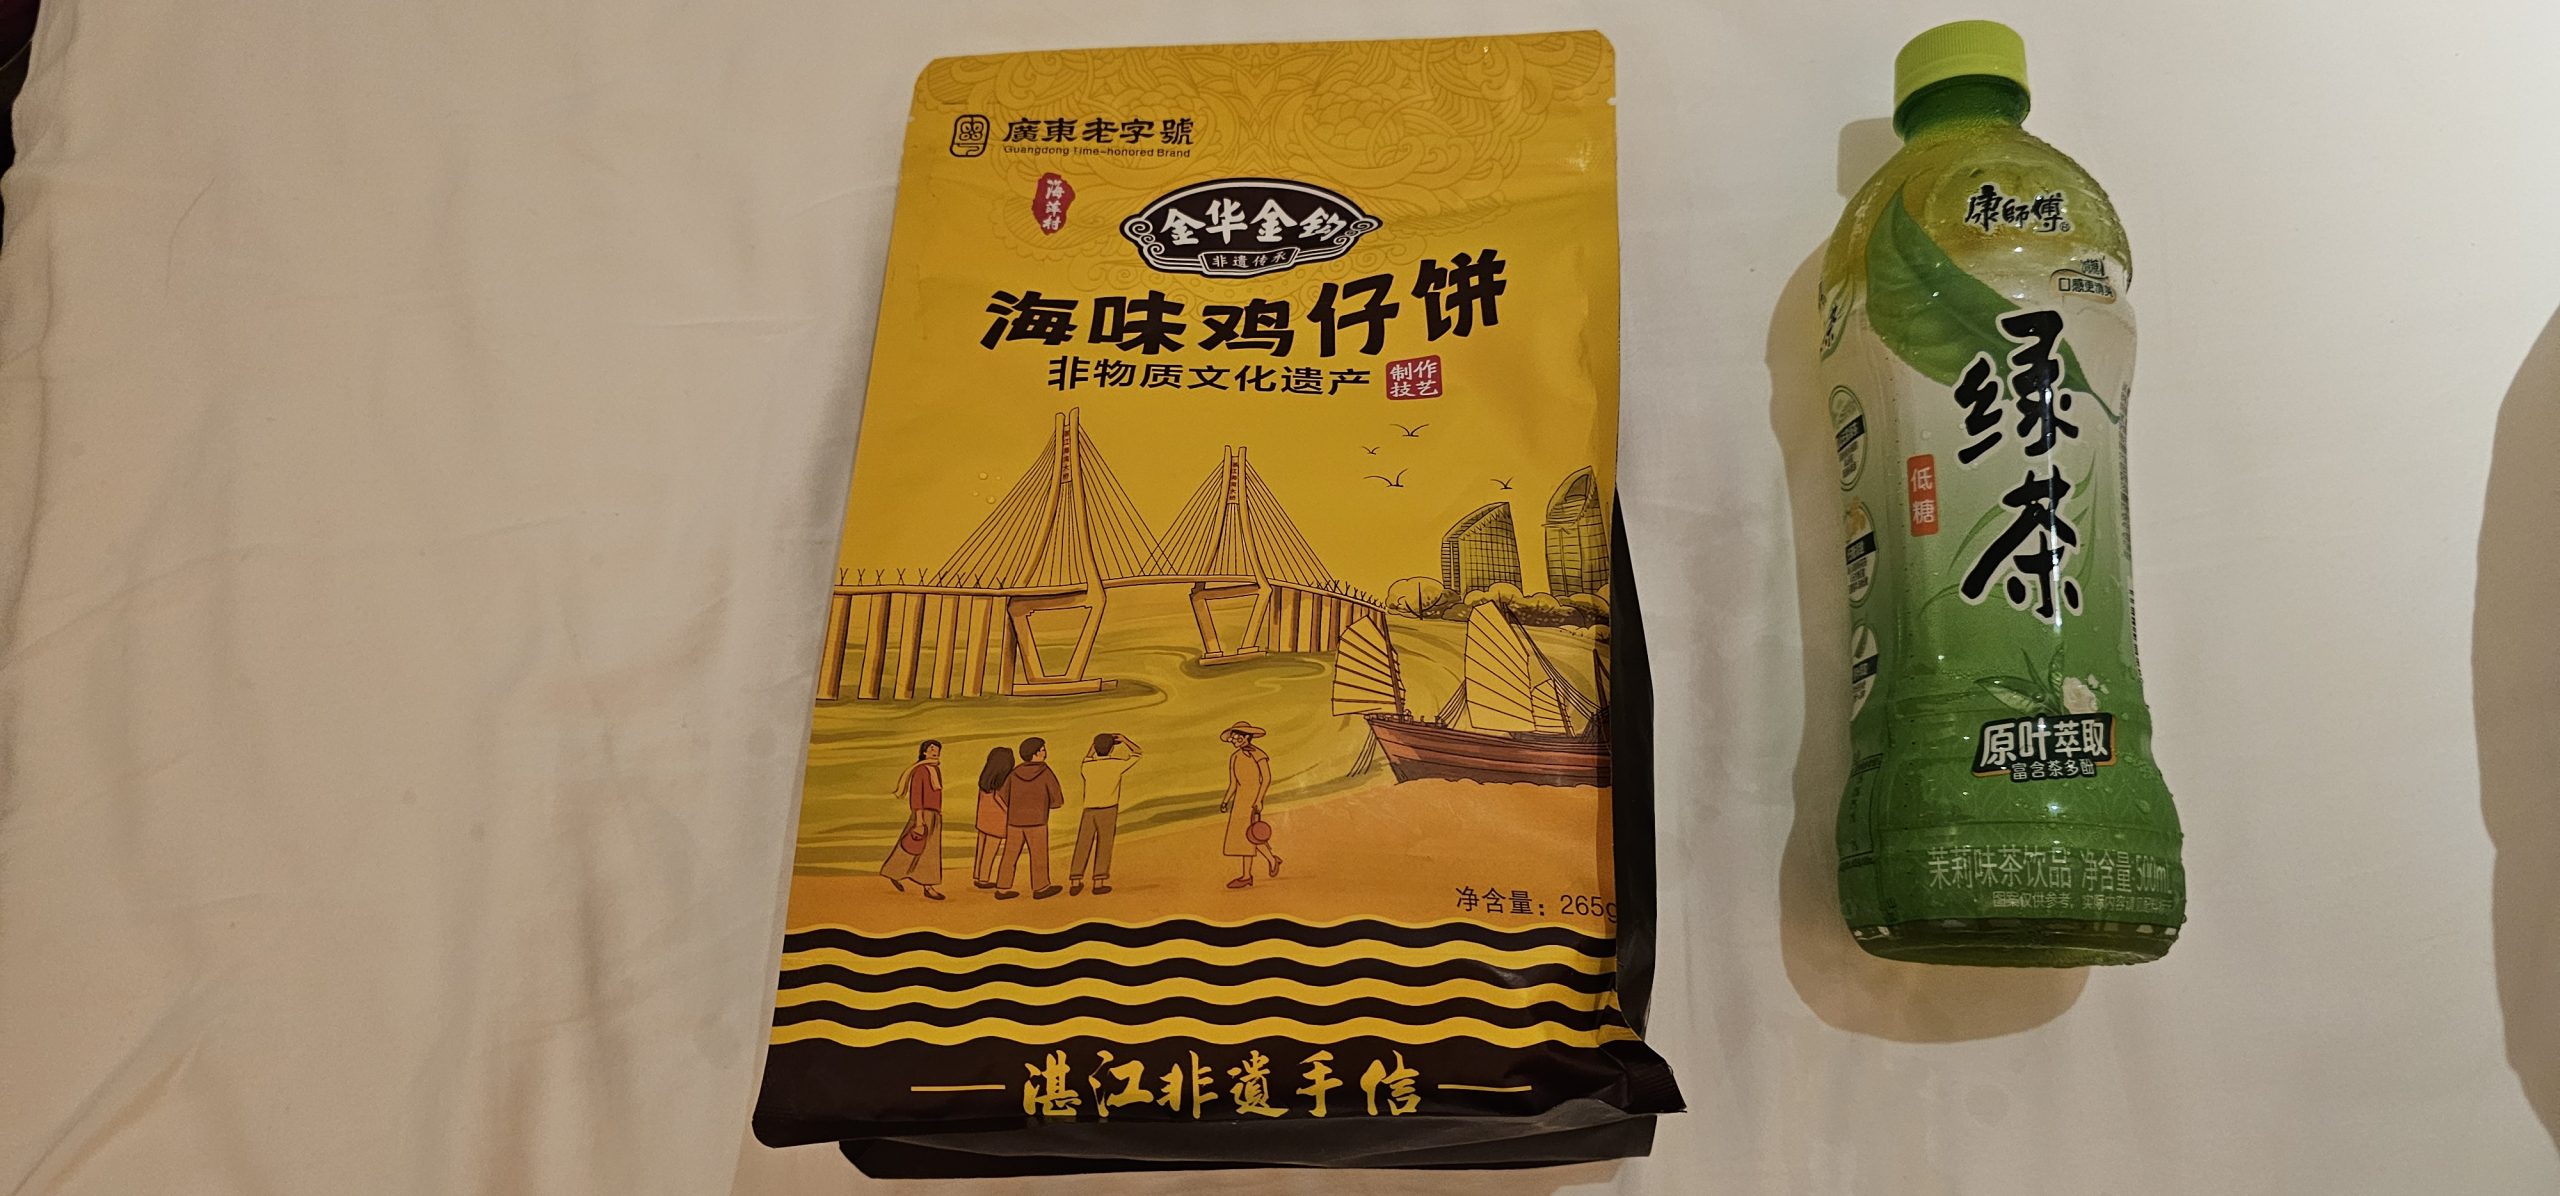 廣東老字號
Guangdong Time-honored Brand
海萍村
金华金钩
非遗传承
海味鸡仔饼
非物质文化遗产
制作
技艺
净含量：265g
湛江非遗手信
康師傅
口感更清爽
绿茶
低糖
原叶萃取
富含茶多酚
茉莉味茶饮品 净含量500mL